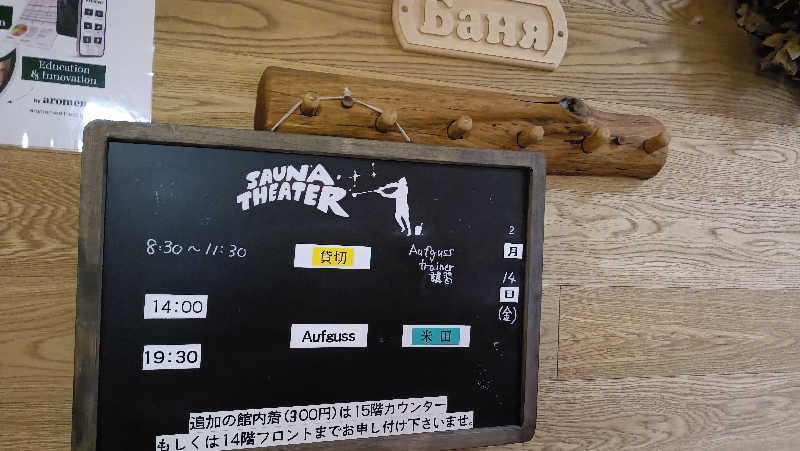 Education
& Innovation
by aromen
Баня
SAUNA
THEATER
8:30～11:30
貸切
Aufguss
trainer
講習
2
月
14
日
(金)
14:00
Aufguss
米田
19:30
追加の館内着(300円)は15階カウンター
もしくは14階フロントまでお申し付け下さいませ。